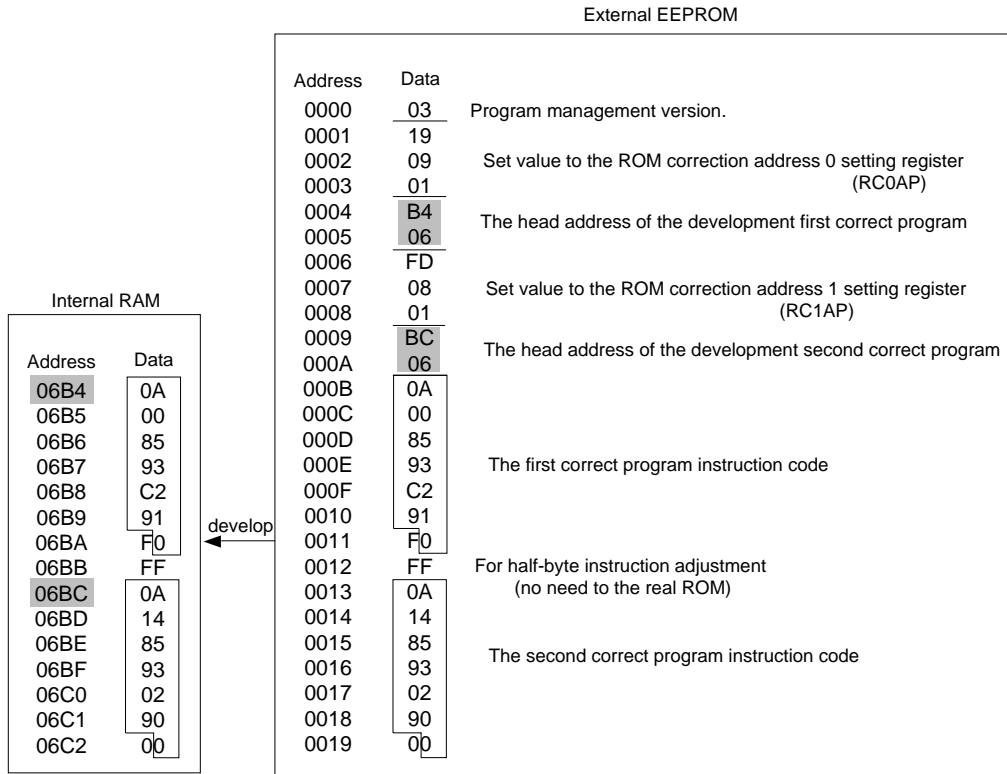 External EEPROM
Address Data
0000 03 Program management version.
0001 19
0002 09 Set value to the ROM correction address 0 setting register
0003 01 (RC0AP)
0004 B4
The head address of the development first correct program
0005 06
0006 FD
0007 08 Set value to the ROM correction address 1 setting register
0008 01 (RC1AP)
0009 BC
The head address of the development second correct program
000A 06
000B 0A
000C 00
000D 85
000E 93 The first correct program instruction code
000F C2
0010 91
0011 F0
0012 FF For half-byte instruction adjustment
0013 0A (no need to the real ROM)
0014 14
0015 85
The second correct program instruction code
0016 93
0017 02
0018 90
0019 00
develop
Internal RAM
Address Data
06B4 0A
06B5 00
06B6 85
06B7 93
06B8 C2
06B9 91
06BA F0
06BB FF
06BC 0A
06BD 14
06BE 85
06BF 93
06C0 02
06C1 90
06C2 00